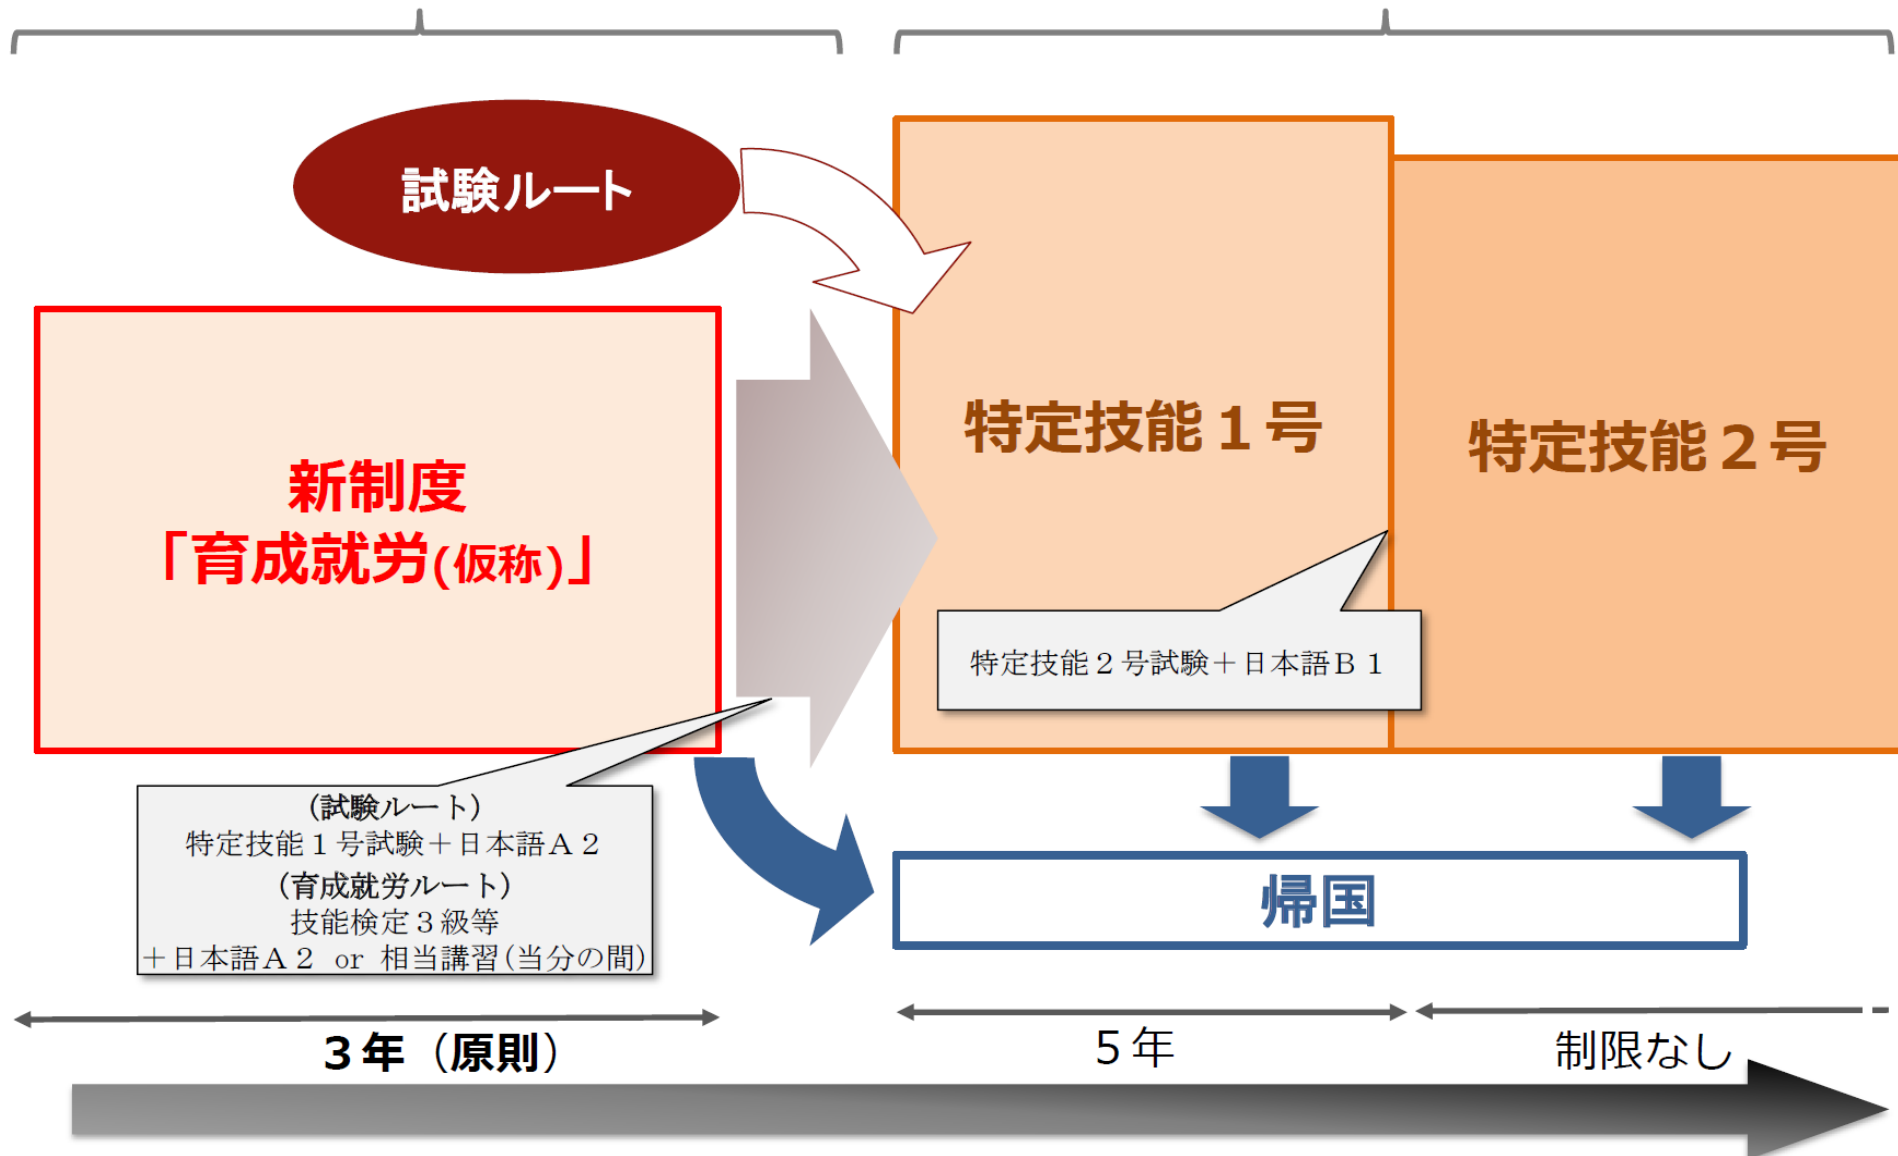 試験ルート
新制度
「育成就労(仮称)」
特定技能１号
特定技能２号
特定技能２号試験＋日本語Ｂ１
(試験ルート)
特定技能１号試験＋日本語Ａ２
(育成就労ルート)
技能検定３級等
＋日本語Ａ２ or 相当講習(当分の間)
帰国
３年（原則）
５年
制限なし